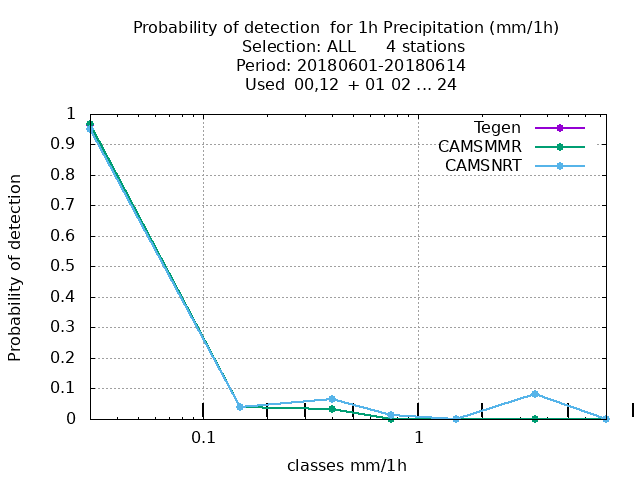 Probability of detection  for 1h Precipitation (mm/1h)
Selection: ALL      4 stations
Period: 20180601-20180614
Used  00,12  + 01 02 ... 24
Tegen
CAMSMMR
CAMSNRT
1
0.9
0.8
0.7
0.6
0.5
0.4
0.3
0.2
0.1
0
Probability of detection
0.1 1
classes mm/1h